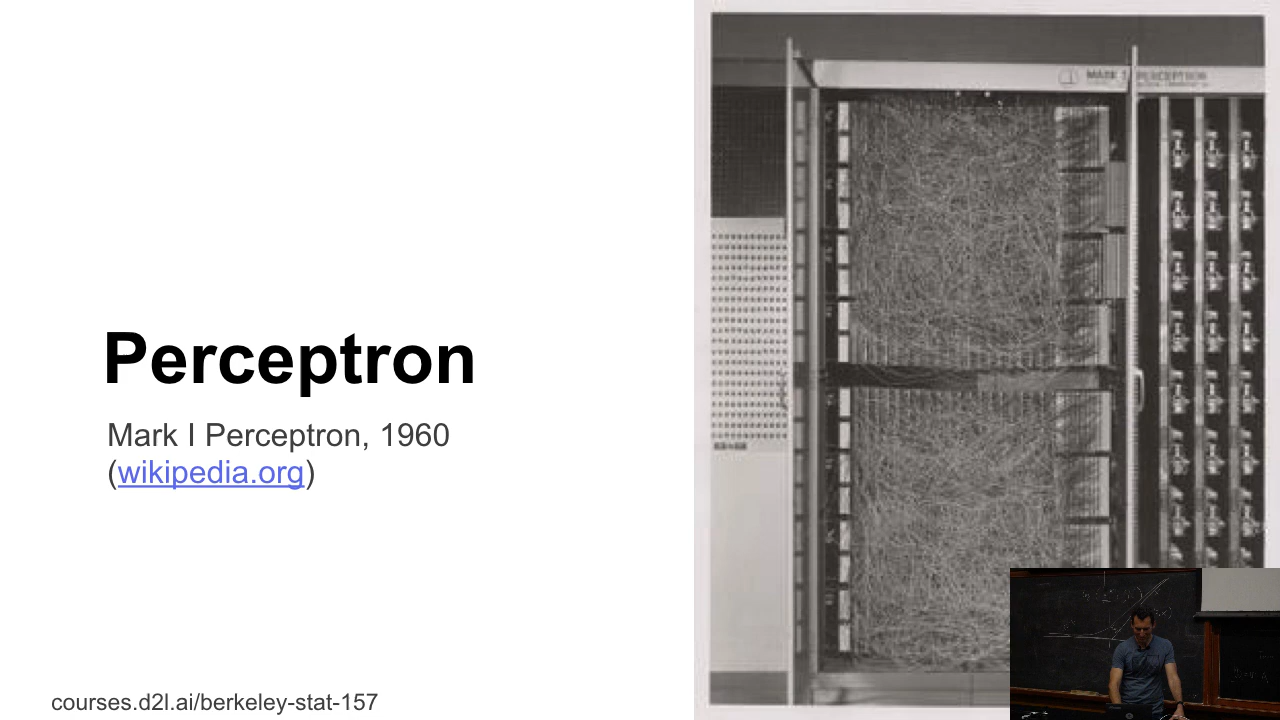 Perceptron
Mark I Perceptron, 1960
(wikipedia.org)
courses.d2l.ai/berkeley-stat-157
MARK I PERCEPTRON